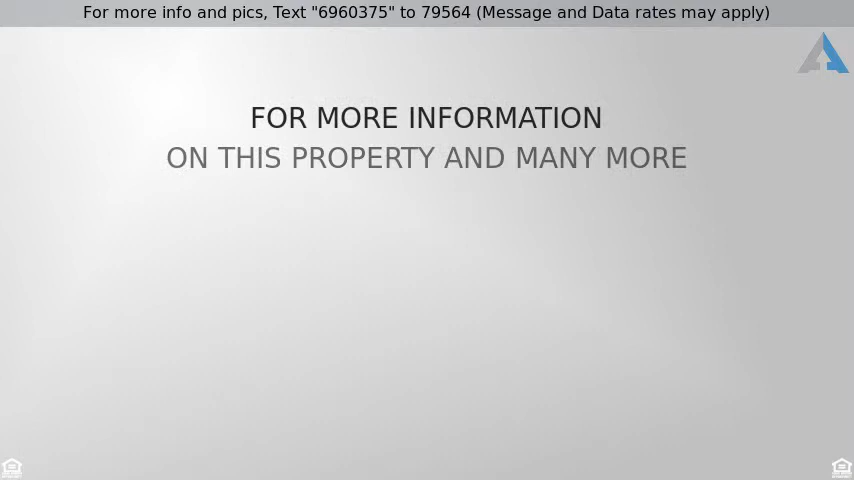 For more info and pics, Text "6960375" to 79564 (Message and Data rates may apply)
FOR MORE INFORMATION
ON THIS PROPERTY AND MANY MORE